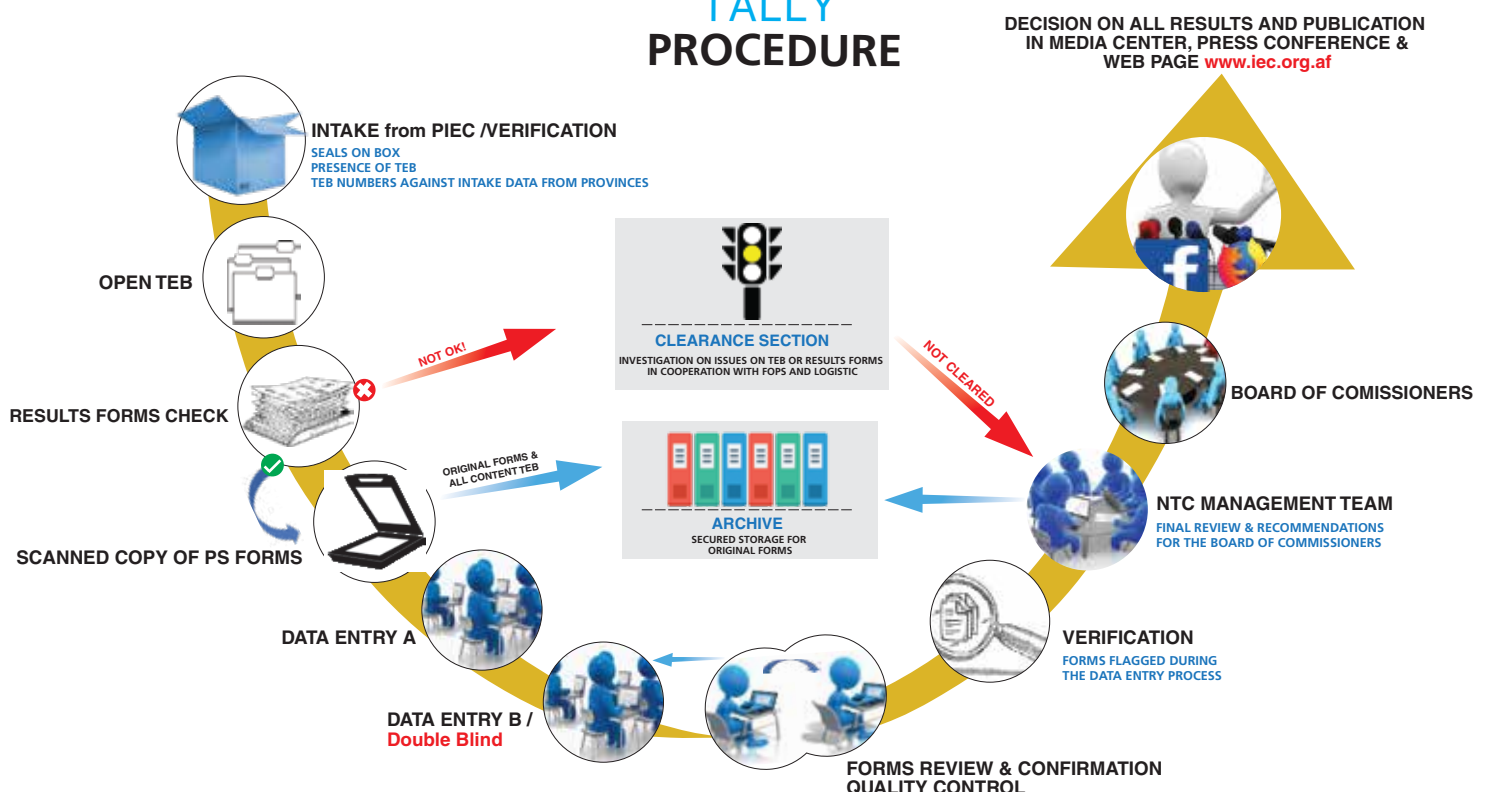 TALLY
PROCEDURE
DECISION ON ALL RESULTS AND PUBLICATION
IN MEDIA CENTER, PRESS CONFERENCE &
WEB PAGE www.iec.org.af
INTAKE from PIEC /VERIFICATION
SEALS ON BOX
PRESENCE OF TEB
TEB NUMBERS AGAINST INTAKE DATA FROM PROVINCES
OPEN TEB
NOT OK!
CLEARANCE SECTION
INVESTIGATION ON ISSUES ON TEB OR RESULTS FORMS
IN COOPERATION WITH FOPS AND LOGISTIC
NOT CLEARED
RESULTS FORMS CHECK
BOARD OF COMISSIONERS
ORIGINAL FORMS &
ALL CONTENT TEB
ARCHIVE
SECURED STORAGE FOR
ORIGINAL FORMS
NTC MANAGEMENT TEAM
FINAL REVIEW & RECOMMENDATIONS
FOR THE BOARD OF COMMISSIONERS
SCANNED COPY OF PS FORMS
DATA ENTRY A
VERIFICATION
FORMS FLAGGED DURING
THE DATA ENTRY PROCESS
DATA ENTRY B /
Double Blind
FORMS REVIEW & CONFIRMATION
QUALITY CONTROL